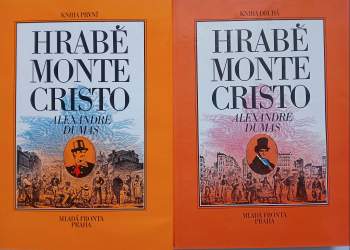 KNIHA PRVNÍ
HRABĚ
MONTE
CRISTO
ALEXANDRE
DUMAS
MLADÁ FRONTA
PRAHA
KNIHA DRUHÁ
HRABĚ
MONTE
CRISTO
ALEXANDRE
DUMAS
MLADÁ FRONTA
PRAHA